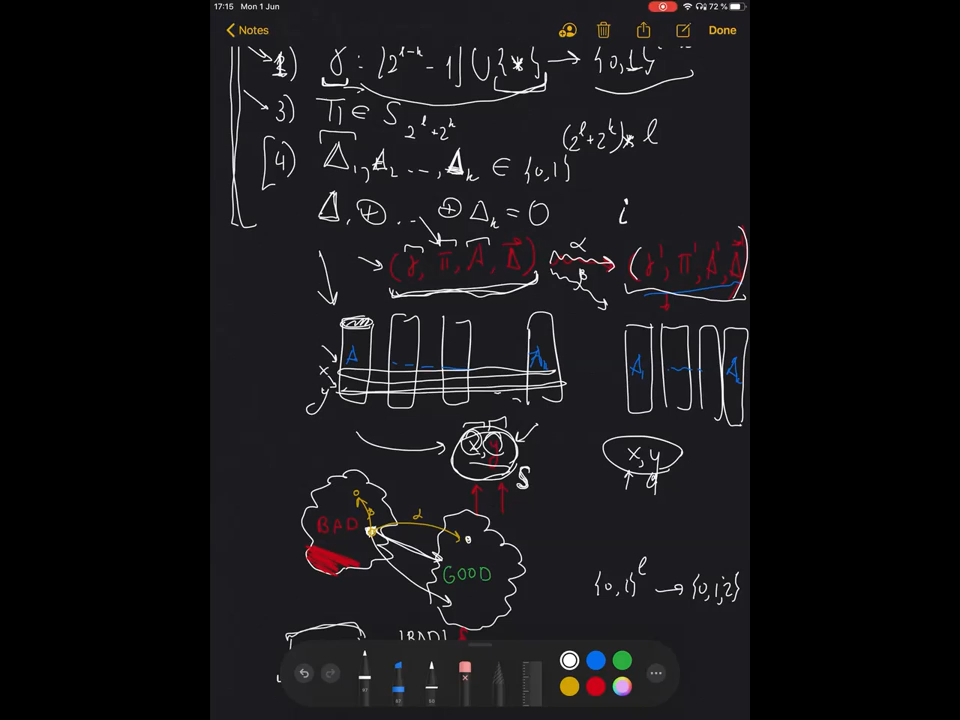 17:15 Mon 1 Jun 72 %
Notes Done
2) γ : [2^{l-k} - 1] ∪ {*} → {0,1}
3) Π ∈ S_{2^l+2^k}
[4) Δ_1, Δ_2 ..., Δ_k ∈ {0,1}^{(2^l+2^k)* l}
Δ_1 ⊕ ... ⊕ Δ_k = 0 i
(γ, π, A, Δ) α β (γ', π', A', Δ')
A A A A
x
y
x, y S x, y
BAD β α
GOOD {0,1}^l → {0,1,2}
|BAD|